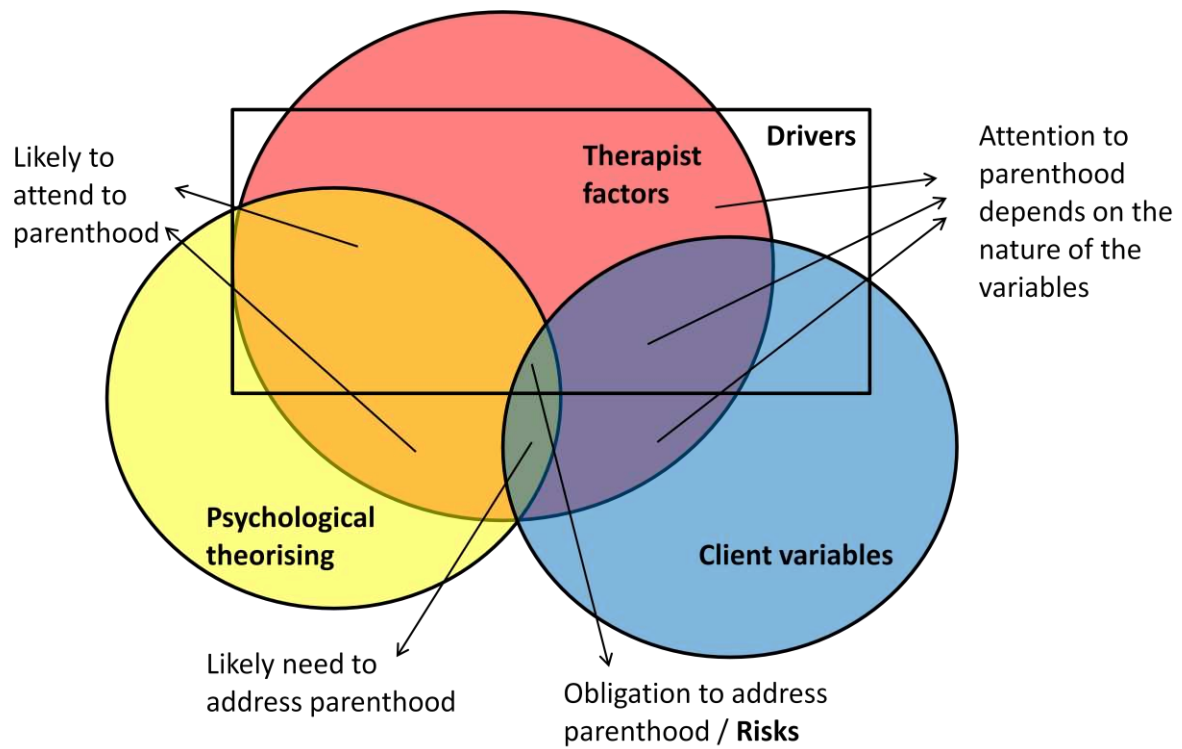 Likely to
attend to
parenthood
Therapist
factors
Drivers
Attention to
parenthood
depends on the
nature of the
variables
Psychological
theorising
Client variables
Likely need to
address parenthood
Obligation to address
parenthood / Risks